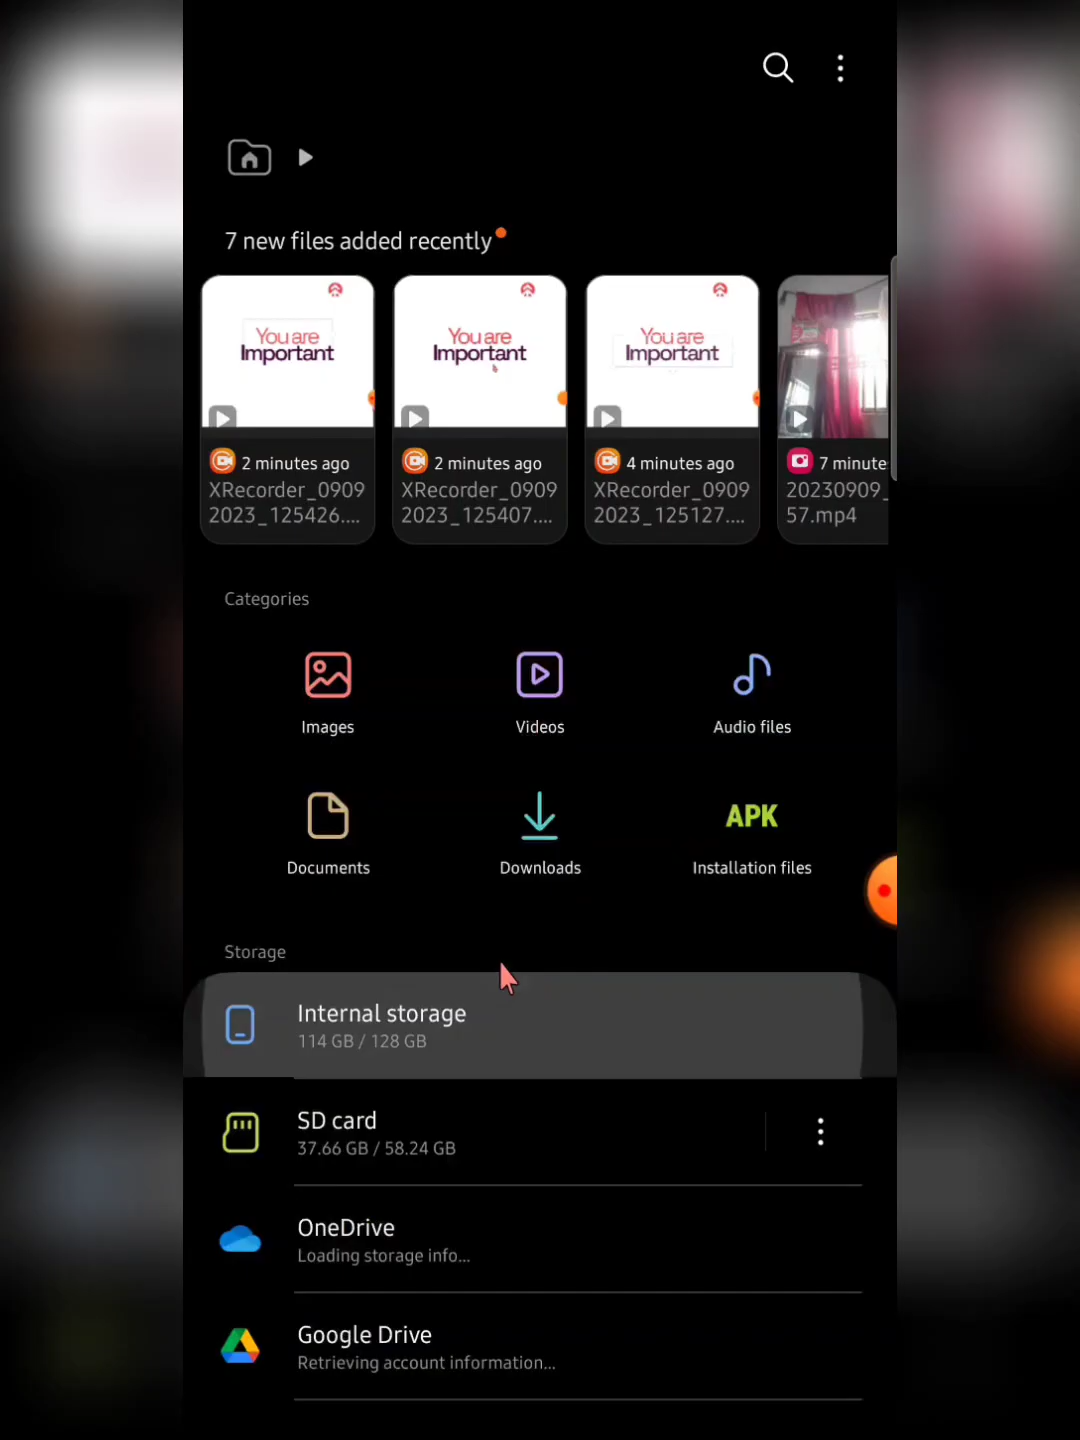 7 new files added recently
You are
Important
You are
Important
You are
Important
2 minutes ago
XRecorder_0909
2023_125426....
2 minutes ago
XRecorder_0909
2023_125407....
4 minutes ago
XRecorder_0909
2023_125127....
7 minute
20230909_
57.mp4
Categories
Images
Videos
Audio files
Documents
Downloads
APK
Installation files
Storage
Internal storage
114 GB / 128 GB
SD card
37.66 GB / 58.24 GB
OneDrive
Loading storage info...
Google Drive
Retrieving account information...